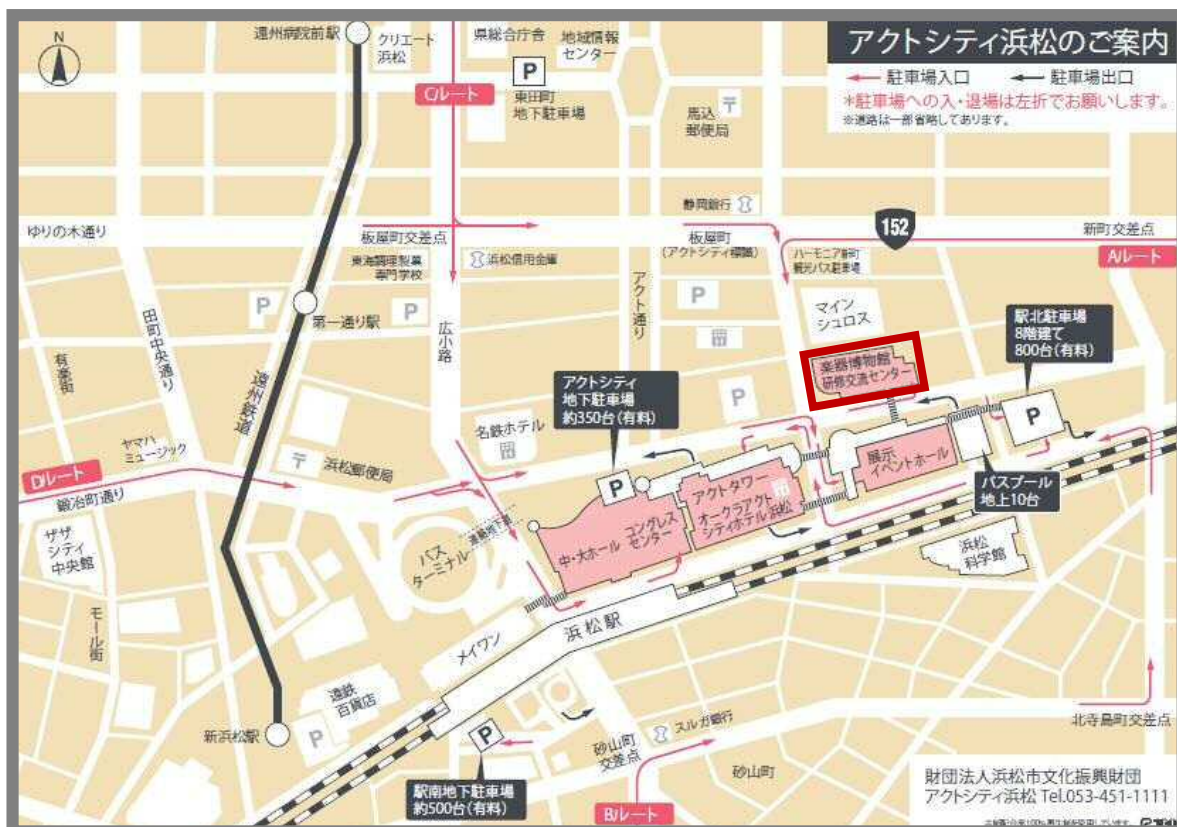 アクトシティ浜松のご案内
駐車場入口 駐車場出口
*駐車場への入・退場は左折でお願いします。
※道路は一部省略してあります。
N
遠州病院前駅
クリエート
浜松
県総合庁舎
地域情報
センター
P
東田町
地下駐車場
Cルート
馬込
郵便局
静岡銀行
152
新町交差点
Aルート
ゆりの木通り
板屋町交差点
板屋町
(アクトシティ標識)
東海調理製菓
専門学校
浜松信用金庫
アクト通り
P
マイン
シュロス
駅北駐車場
8階建て
800台(有料)
P
P
P
第一通り駅
広小路
田町中央通り
有楽街
遠州鉄道
楽器博物館
研修交流センター
アクトシティ
地下駐車場
約350台(有料)
P
P
名鉄ホテル
ヤマハ
ミュージック
浜松郵便局
Dルート
鍛冶町通り
展示
イベントホール
バスプール
地上10台
アクトタワー
オークラアクト
シティホテル浜松
コングレス
センター
中・大ホール
ザザ
シティ
中央館
バス
ターミナル
浜松
科学館
モール街
浜松駅
メイワン
遠鉄
百貨店
新浜松駅
P
P
砂山町
交差点
スルガ銀行
北寺島町交差点
砂山町
駅南地下駐車場
約500台(有料)
Bルート
財団法人浜松市文化振興財団
アクトシティ浜松 Tel.053-451-1111